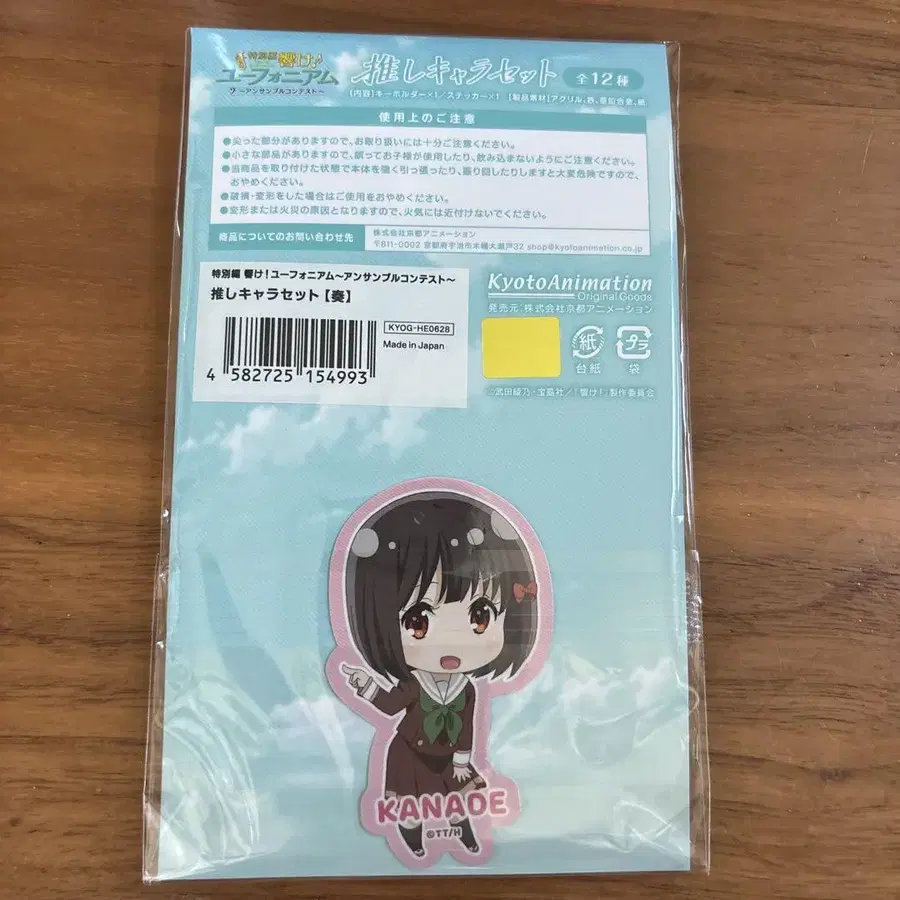 特別編 響け!
ユーフォニアム
〜アンサンブルコンテスト〜
推しキャラセット 全12種
【内容】キーホルダー×1/ステッカー×1 【製品素材】アクリル、鉄、亜鉛合金、紙
使用上のご注意
●尖った部分がありますので、お取り扱いには十分ご注意ください。
●小さな部品がありますので、誤ってお子様が使用したり、飲み込まないようにご注意ください。
●当商品を取り付けた状態で本体を強く引っ張ったり、振り回したりしますと大変危険ですので、
おやめください。
●破損・変形をした場合はご使用をおやめください。
●変形または火災の原因となりますので、火気には近付けないでください。
商品についてのお問い合わせ先
株式会社京都アニメーション
〒611-0002 京都府宇治市木幡大瀬戸32 shop@kyotoanimation.co.jp
特別編 響け!ユーフォニアム〜アンサンブルコンテスト〜
推しキャラセット【奏】
KYOG-HE0628
Made in Japan
4 582725 154993
KyotoAnimation
Original Goods
発売元:株式会社京都アニメーション
紙
台紙
プラ
袋
©武田綾乃・宝島社/『響け!』製作委員会
KANADE
©TT/H